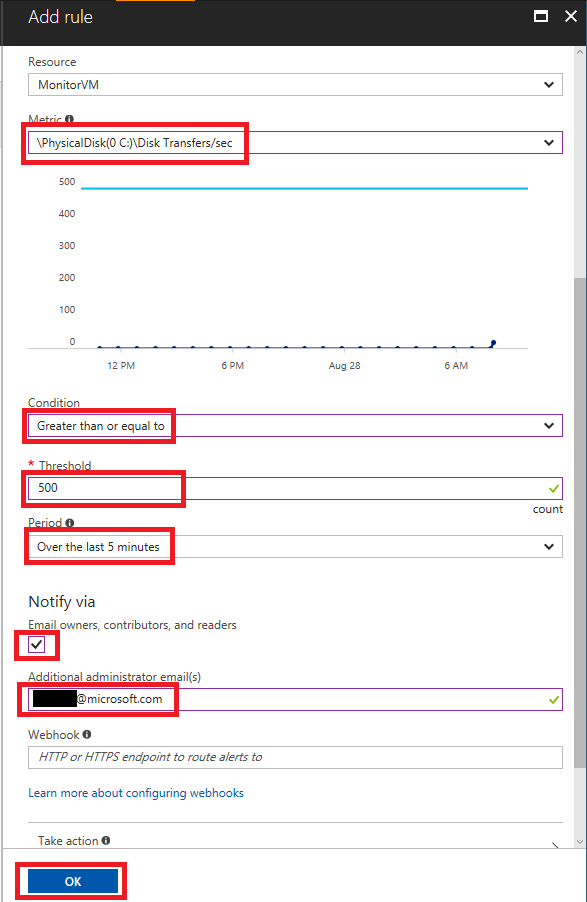 Add rule
Resource
MonitorVM
Metric
\PhysicalDisk(0 C:)\Disk Transfers/sec
500
400
300
200
100
0
12 PM 6 PM Aug 28 6 AM
Condition
Greater than or equal to
* Threshold
500
count
Period
Over the last 5 minutes
Notify via
Email owners, contributors, and readers
Additional administrator email(s)
@microsoft.com
Webhook
HTTP or HTTPS endpoint to route alerts to
Learn more about configuring webhooks
Take action
OK